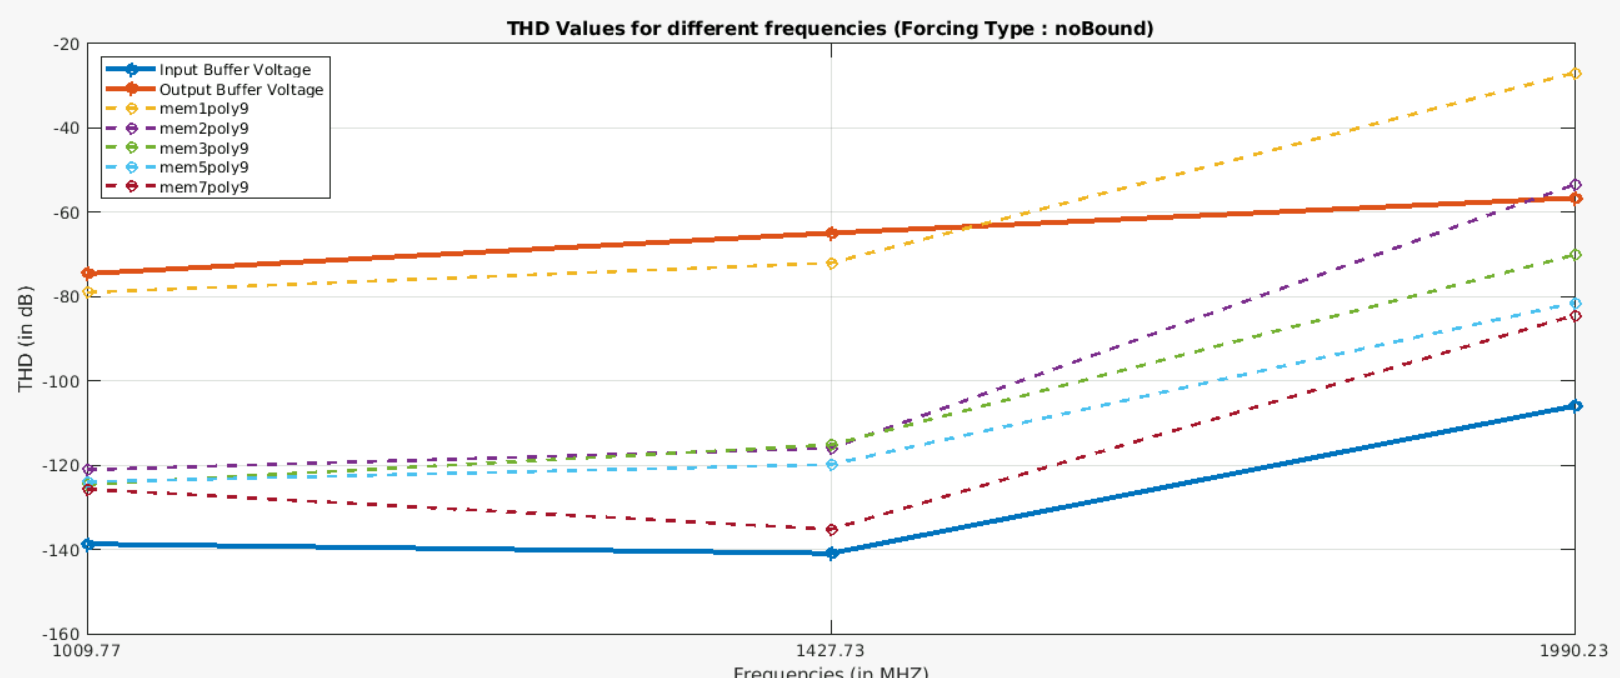 THD Values for different frequencies (Forcing Type : noBound)
-20
Input Buffer Voltage
Output Buffer Voltage
mem1poly9
mem2poly9
mem3poly9
mem5poly9
mem7poly9
-40
-60
-80
-100
-120
-140
-160
THD (in dB)
1009.77
1427.73
1990.23
Frequencies (in MHZ)